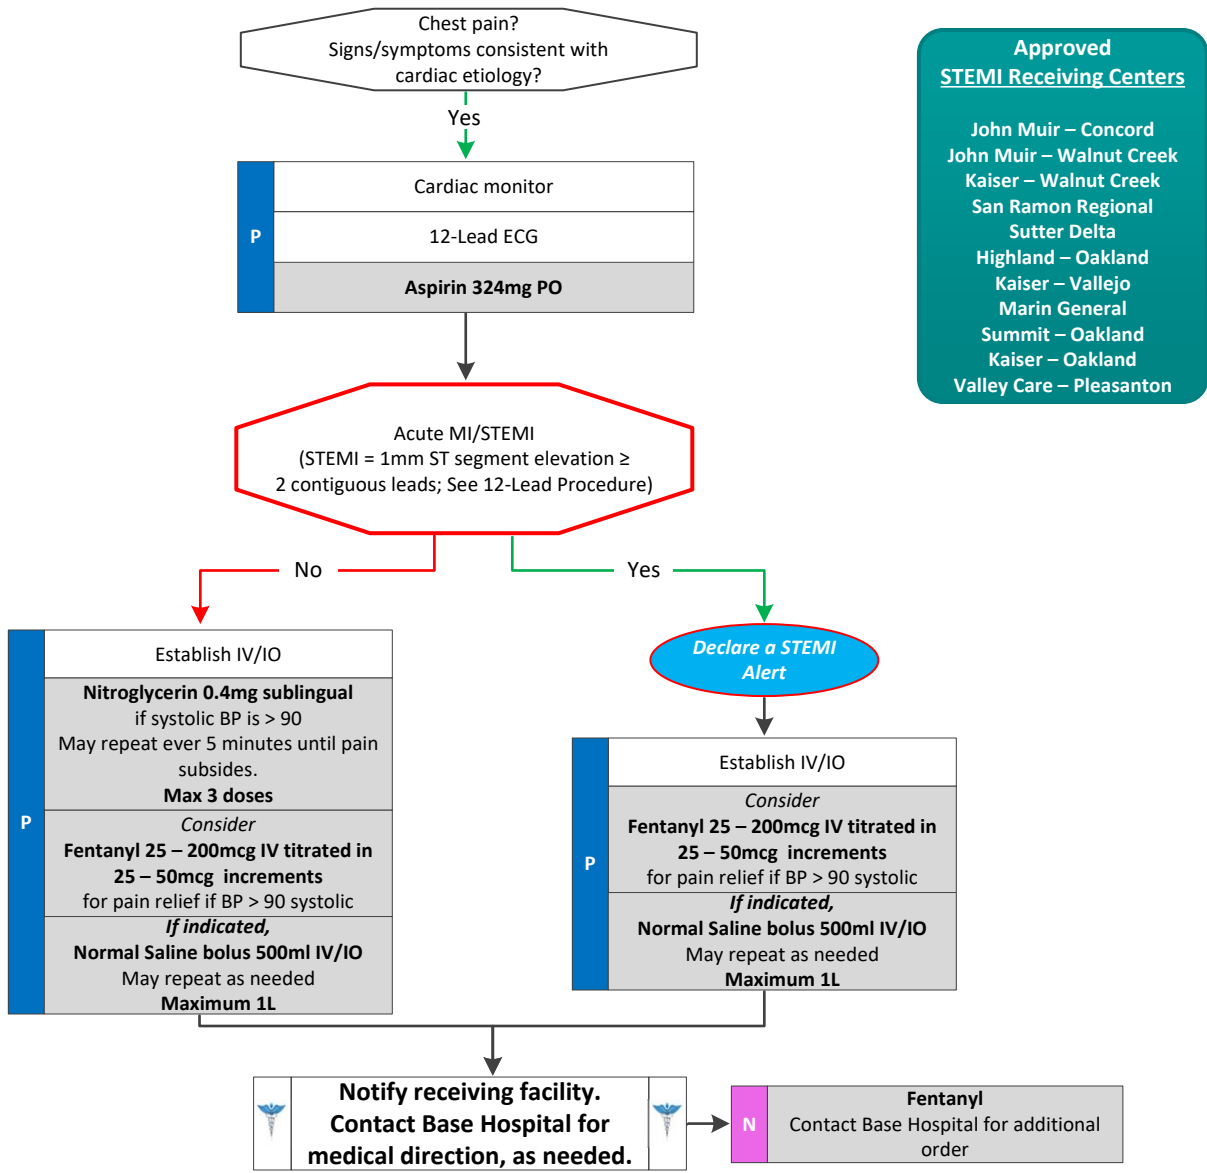 Chest pain?
Signs/symptoms consistent with
cardiac etiology?
Approved
STEMI Receiving Centers
John Muir – Concord
John Muir – Walnut Creek
Kaiser – Walnut Creek
San Ramon Regional
Sutter Delta
Highland – Oakland
Kaiser – Vallejo
Marin General
Summit – Oakland
Kaiser – Oakland
Valley Care – Pleasanton
Yes
P
Cardiac monitor
12-Lead ECG
Aspirin 324mg PO
Acute MI/STEMI
(STEMI = 1mm ST segment elevation ≥
2 contiguous leads; See 12-Lead Procedure)
No
Yes
P
Establish IV/IO
Nitroglycerin 0.4mg sublingual
if systolic BP is > 90
May repeat ever 5 minutes until pain
subsides.
Max 3 doses
Consider
Fentanyl 25 – 200mcg IV titrated in
25 – 50mcg increments
for pain relief if BP > 90 systolic
If indicated,
Normal Saline bolus 500ml IV/IO
May repeat as needed
Maximum 1L
Declare a STEMI
Alert
P
Establish IV/IO
Consider
Fentanyl 25 – 200mcg IV titrated in
25 – 50mcg increments
for pain relief if BP > 90 systolic
If indicated,
Normal Saline bolus 500ml IV/IO
May repeat as needed
Maximum 1L
Notify receiving facility.
Contact Base Hospital for
medical direction, as needed.
N
Fentanyl
Contact Base Hospital for additional
order